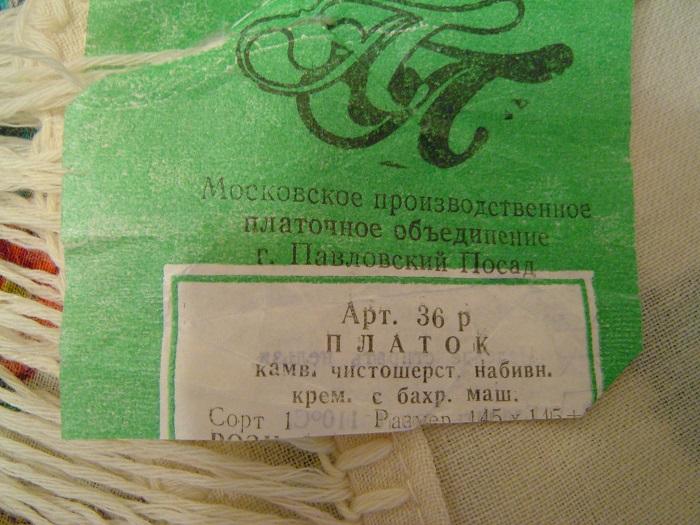 Московское производственное
платочное объединение
г. Павловский Посад
Арт. 36 р
ПЛАТОК
камв. чистошерст. набивн.
крем. с бахр. маш.
Сорт 1 Размер 145 х 145+